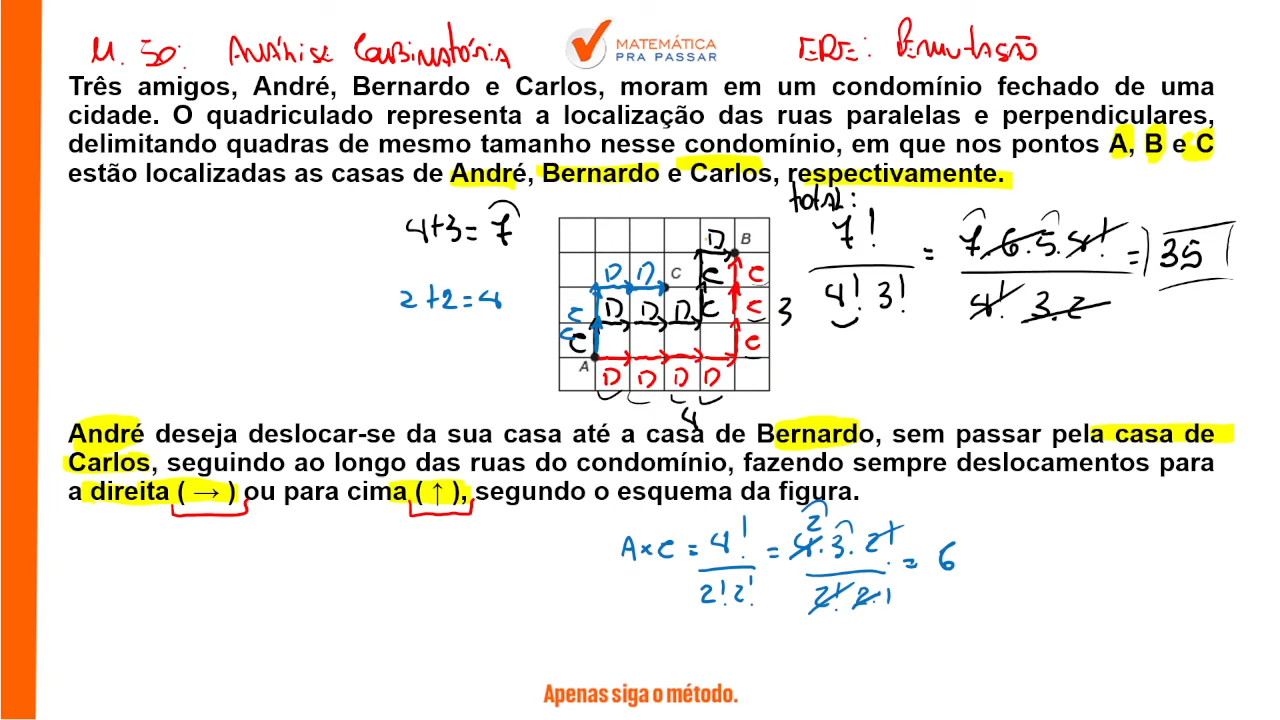 M. 50: Análise Combinatória
MATEMÁTICA
PRA PASSAR
ERE: Permutação
Três amigos, André, Bernardo e Carlos, moram em um condomínio fechado de uma
cidade. O quadriculado representa a localização das ruas paralelas e perpendiculares,
delimitando quadras de mesmo tamanho nesse condomínio, em que nos pontos A, B e C
estão localizadas as casas de André, Bernardo e Carlos, respectivamente.
total:
4+3=7
7!
4! 3!
= 7.6.5.4!
4! 3.2
= 35
2+2=4
D B
D D C C C
C D D D C C 3
C C C
A D D D D
4
André deseja deslocar-se da sua casa até a casa de Bernardo, sem passar pela casa de
Carlos, seguindo ao longo das ruas do condomínio, fazendo sempre deslocamentos para
a direita ( → ) ou para cima ( ↑ ), segundo o esquema da figura.
2
AxC = 4! = 4.3.2! = 6
2!2! 2!2.1
Apenas siga o método.